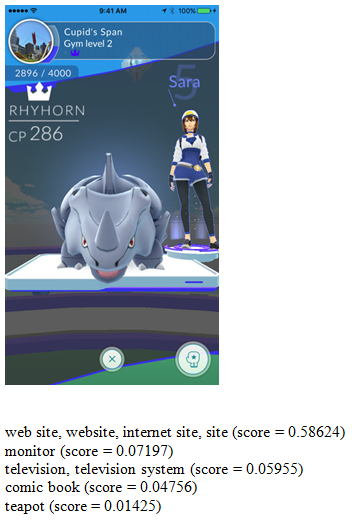 9:41 AM
100%
Cupid's Span
Gym level 2
2896 / 4000
5
Sara
RHYHORN
CP 286
web site, website, internet site, site (score = 0.58624)
monitor (score = 0.07197)
television, television system (score = 0.05955)
comic book (score = 0.04756)
teapot (score = 0.01425)